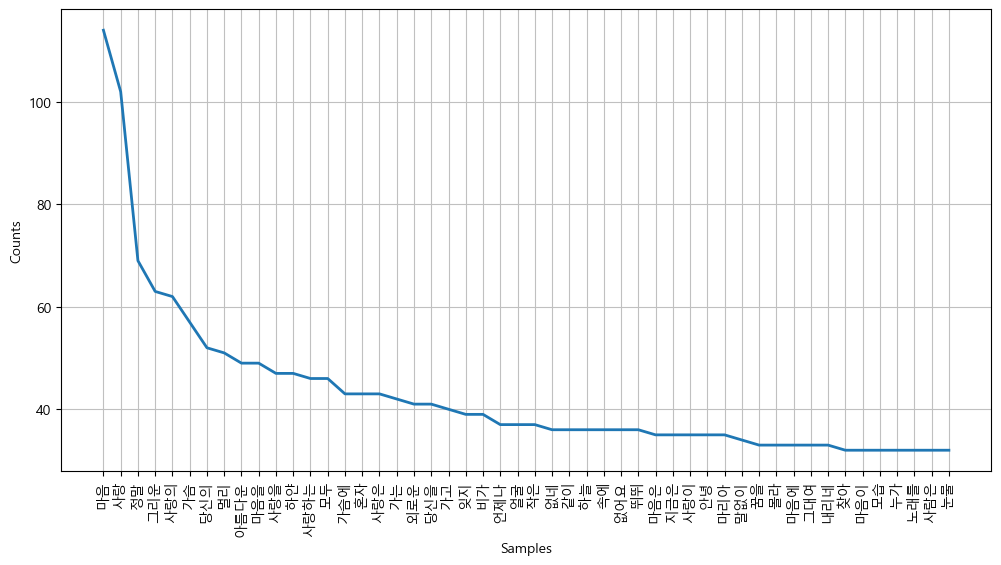 100
80
60
40
Counts
마음
사랑
정말
그리운
사랑의
가슴
당신의
멀리
아름다운
마음을
사랑을
하얀
사랑하는
모두
가슴에
혼자
사랑은
가는
외로운
당신을
가고
잊지
비가
언제나
얼굴
작은
없네
같이
하늘
속에
없어요
뚜뚜
마음은
지금은
사랑이
안녕
마리아
말없이
꿈을
몰라
마음에
그대여
내리네
찾아
마음이
모습
누가
노래를
사람은
눈물
Samples